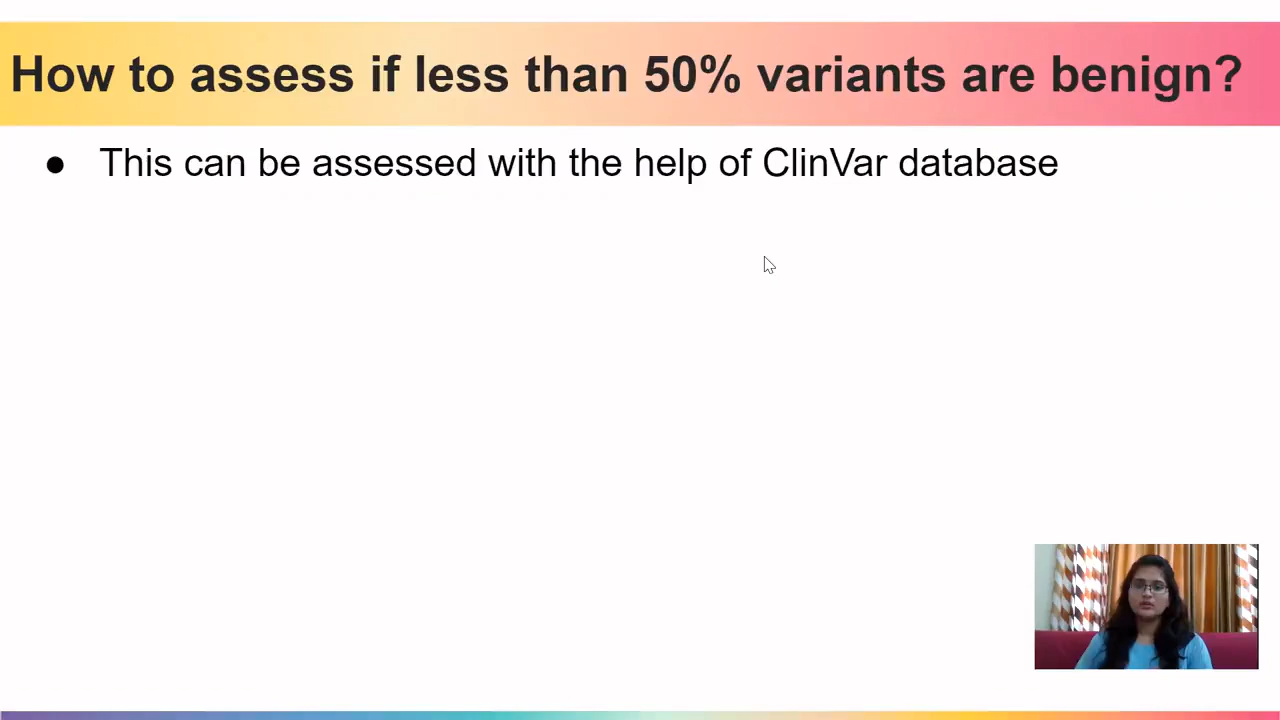 How to assess if less than 50% variants are benign?
● This can be assessed with the help of ClinVar database